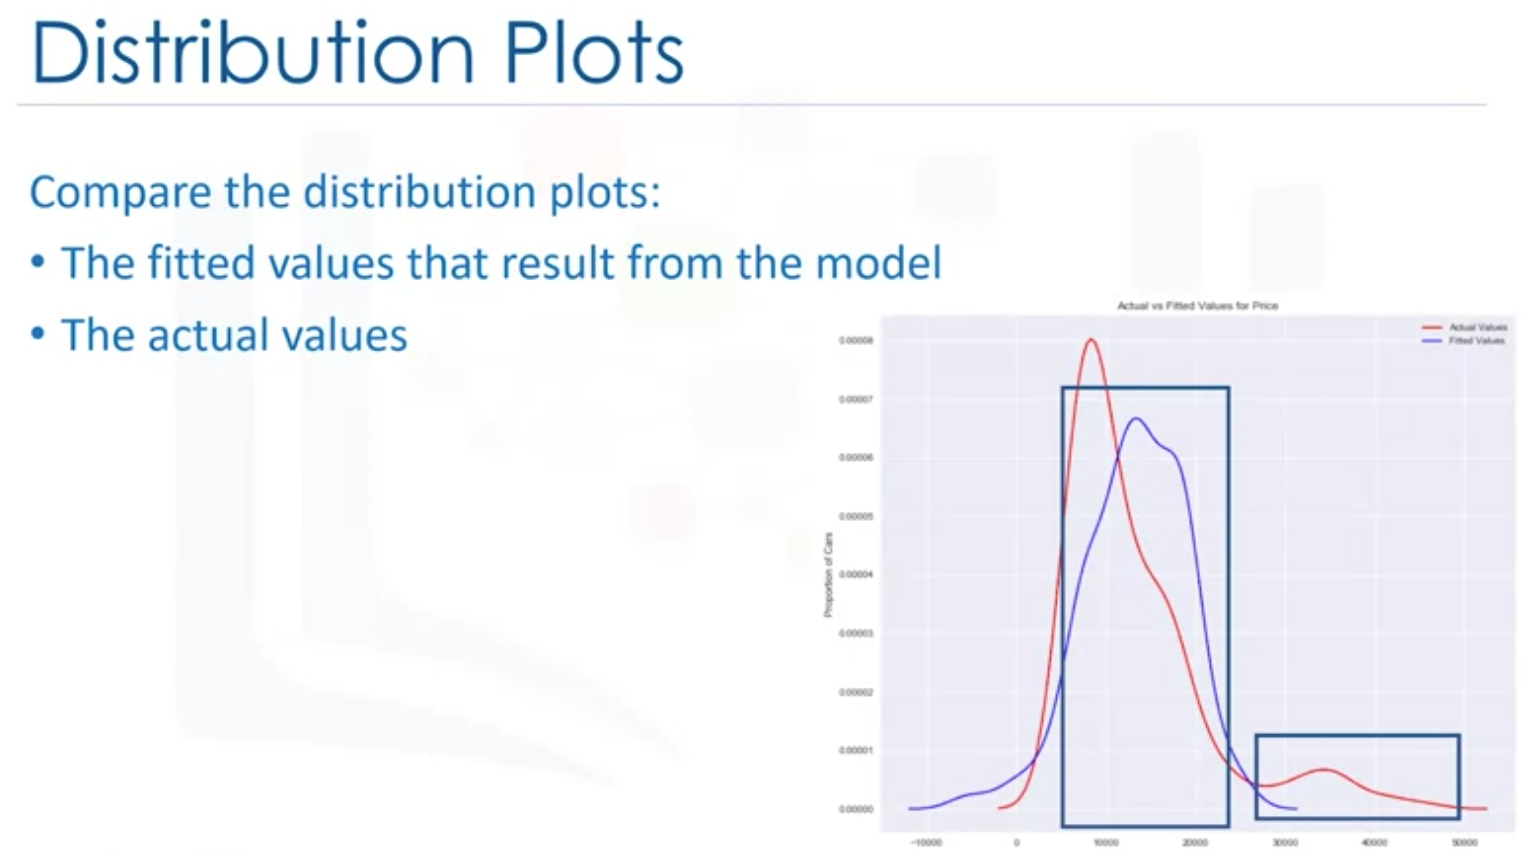 Distribution Plots
Compare the distribution plots:
• The fitted values that result from the model
• The actual values
Actual vs Fitted Values for Price
Actual Values
Fitted Values
Proportion of Cars
0.00008
0.00007
0.00006
0.00005
0.00004
0.00003
0.00002
0.00001
0.00000
−10000 0 10000 20000 30000 40000 50000